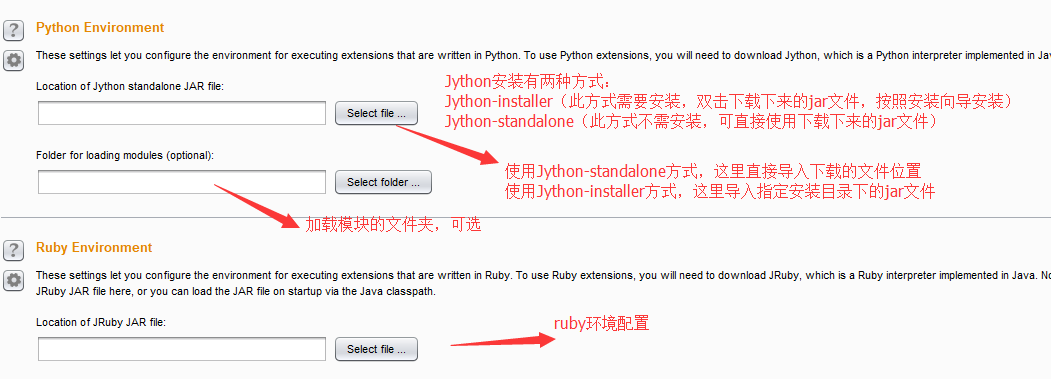 Python Environment
These settings let you configure the environment for executing extensions that are written in Python. To use Python extensions, you will need to download Jython, which is a Python interpreter implemented in Jav
Location of Jython standalone JAR file:
Jython安装有两种方式:
Jython-installer（此方式需要安装，双击下载下来的jar文件，按照安装向导安装）
Jython-standalone（此方式不需安装，可直接使用下载下来的jar文件）
Select file ...
Folder for loading modules (optional):
使用Jython-standalone方式，这里直接导入下载的文件位置
使用Jython-installer方式，这里导入指定安装目录下的jar文件
Select folder ...
加载模块的文件夹，可选
Ruby Environment
These settings let you configure the environment for executing extensions that are written in Ruby. To use Ruby extensions, you will need to download JRuby, which is a Ruby interpreter implemented in Java. No
JRuby JAR file here, or you can load the JAR file on startup via the Java classpath.
Location of JRuby JAR file:
ruby环境配置
Select file ...